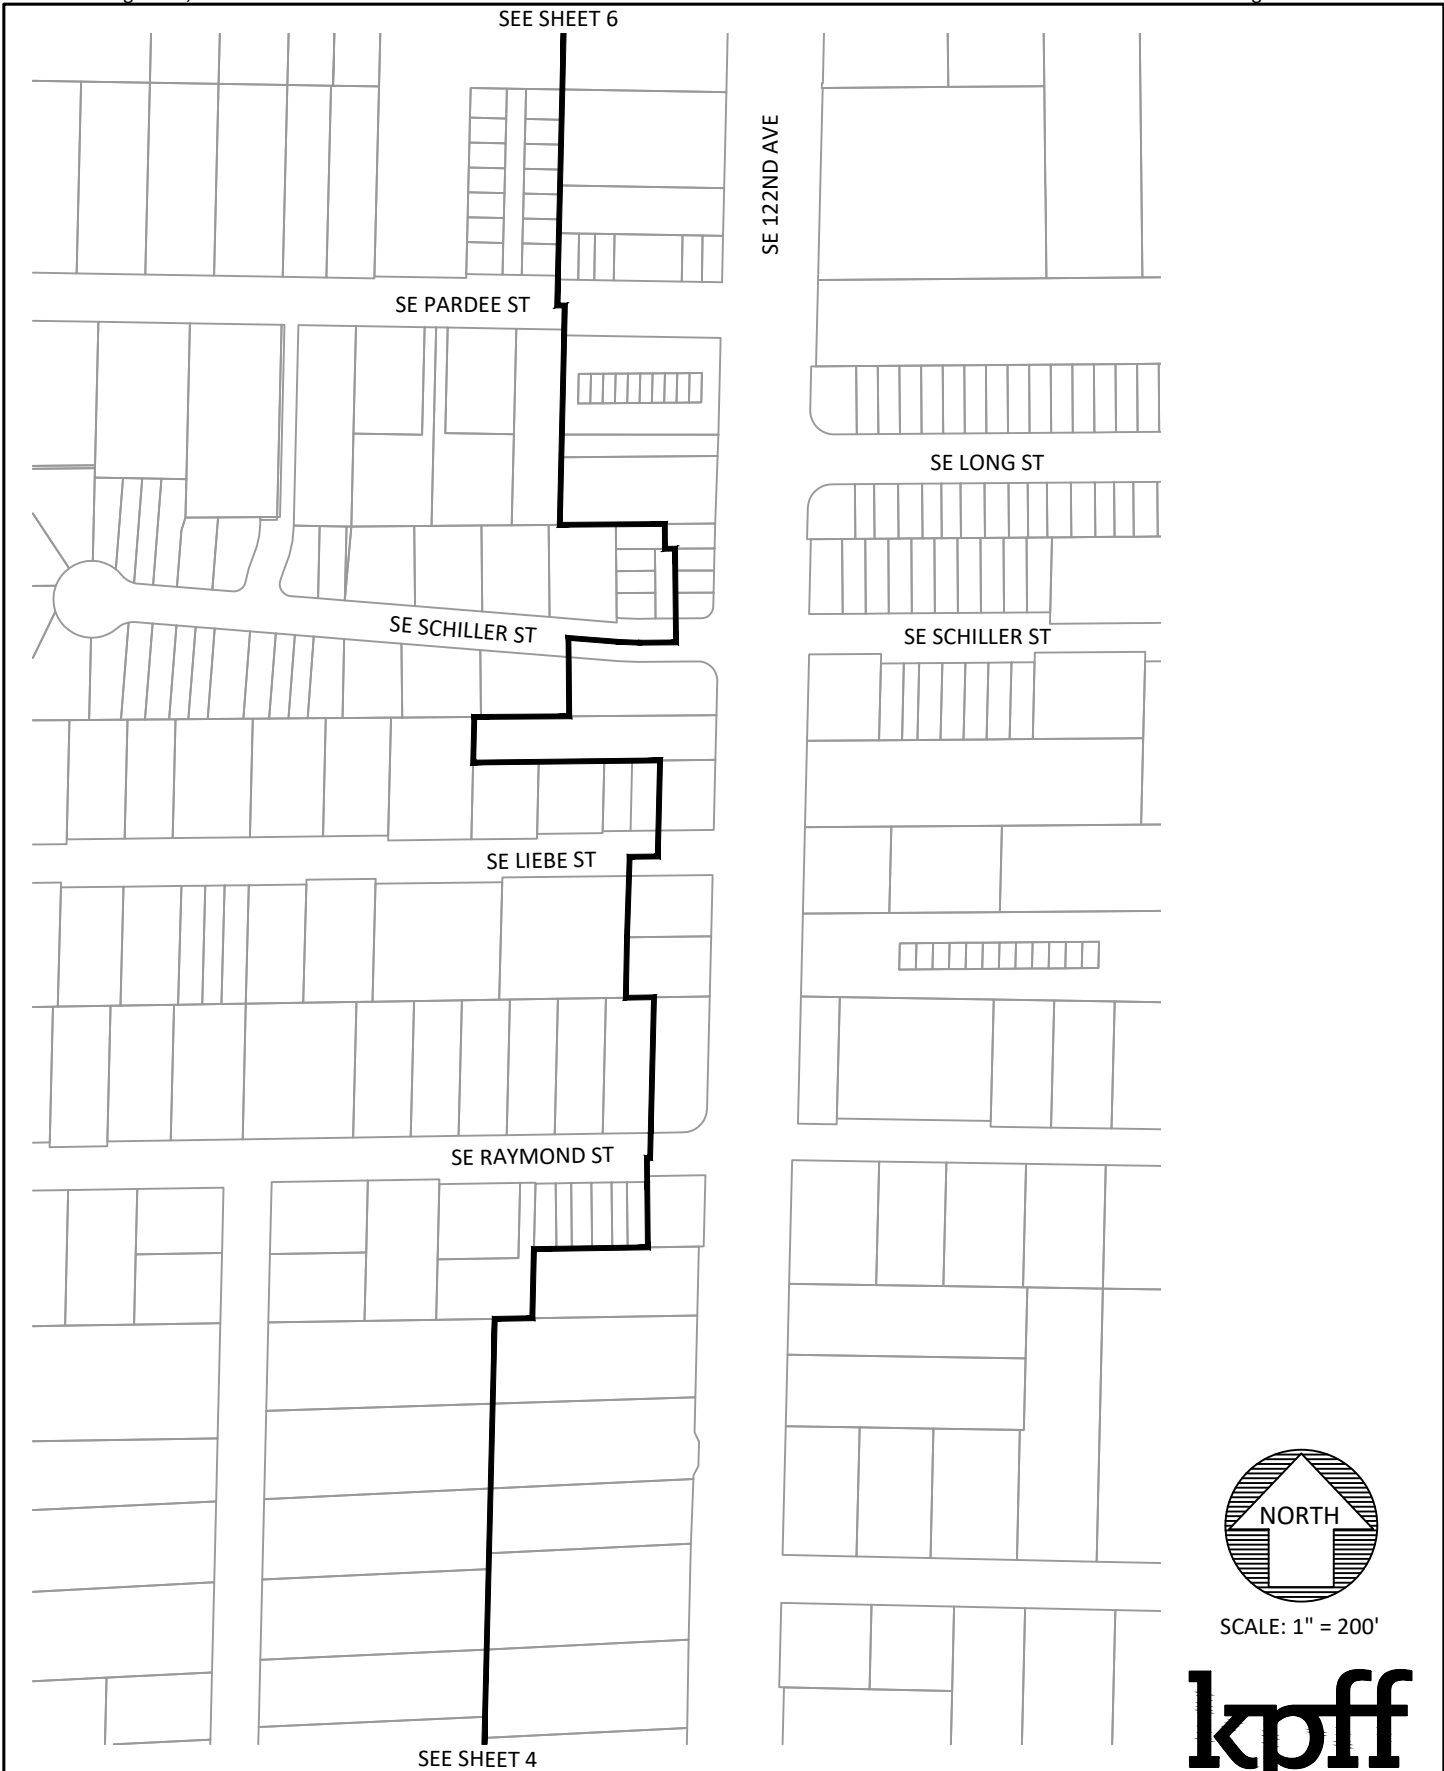 SEE SHEET 6
SE 122ND AVE
SE PARDEE ST
SE LONG ST
SE SCHILLER ST
SE SCHILLER ST
SE LIEBE ST
SE RAYMOND ST
NORTH
SCALE: 1" = 200'
kpff
SEE SHEET 4